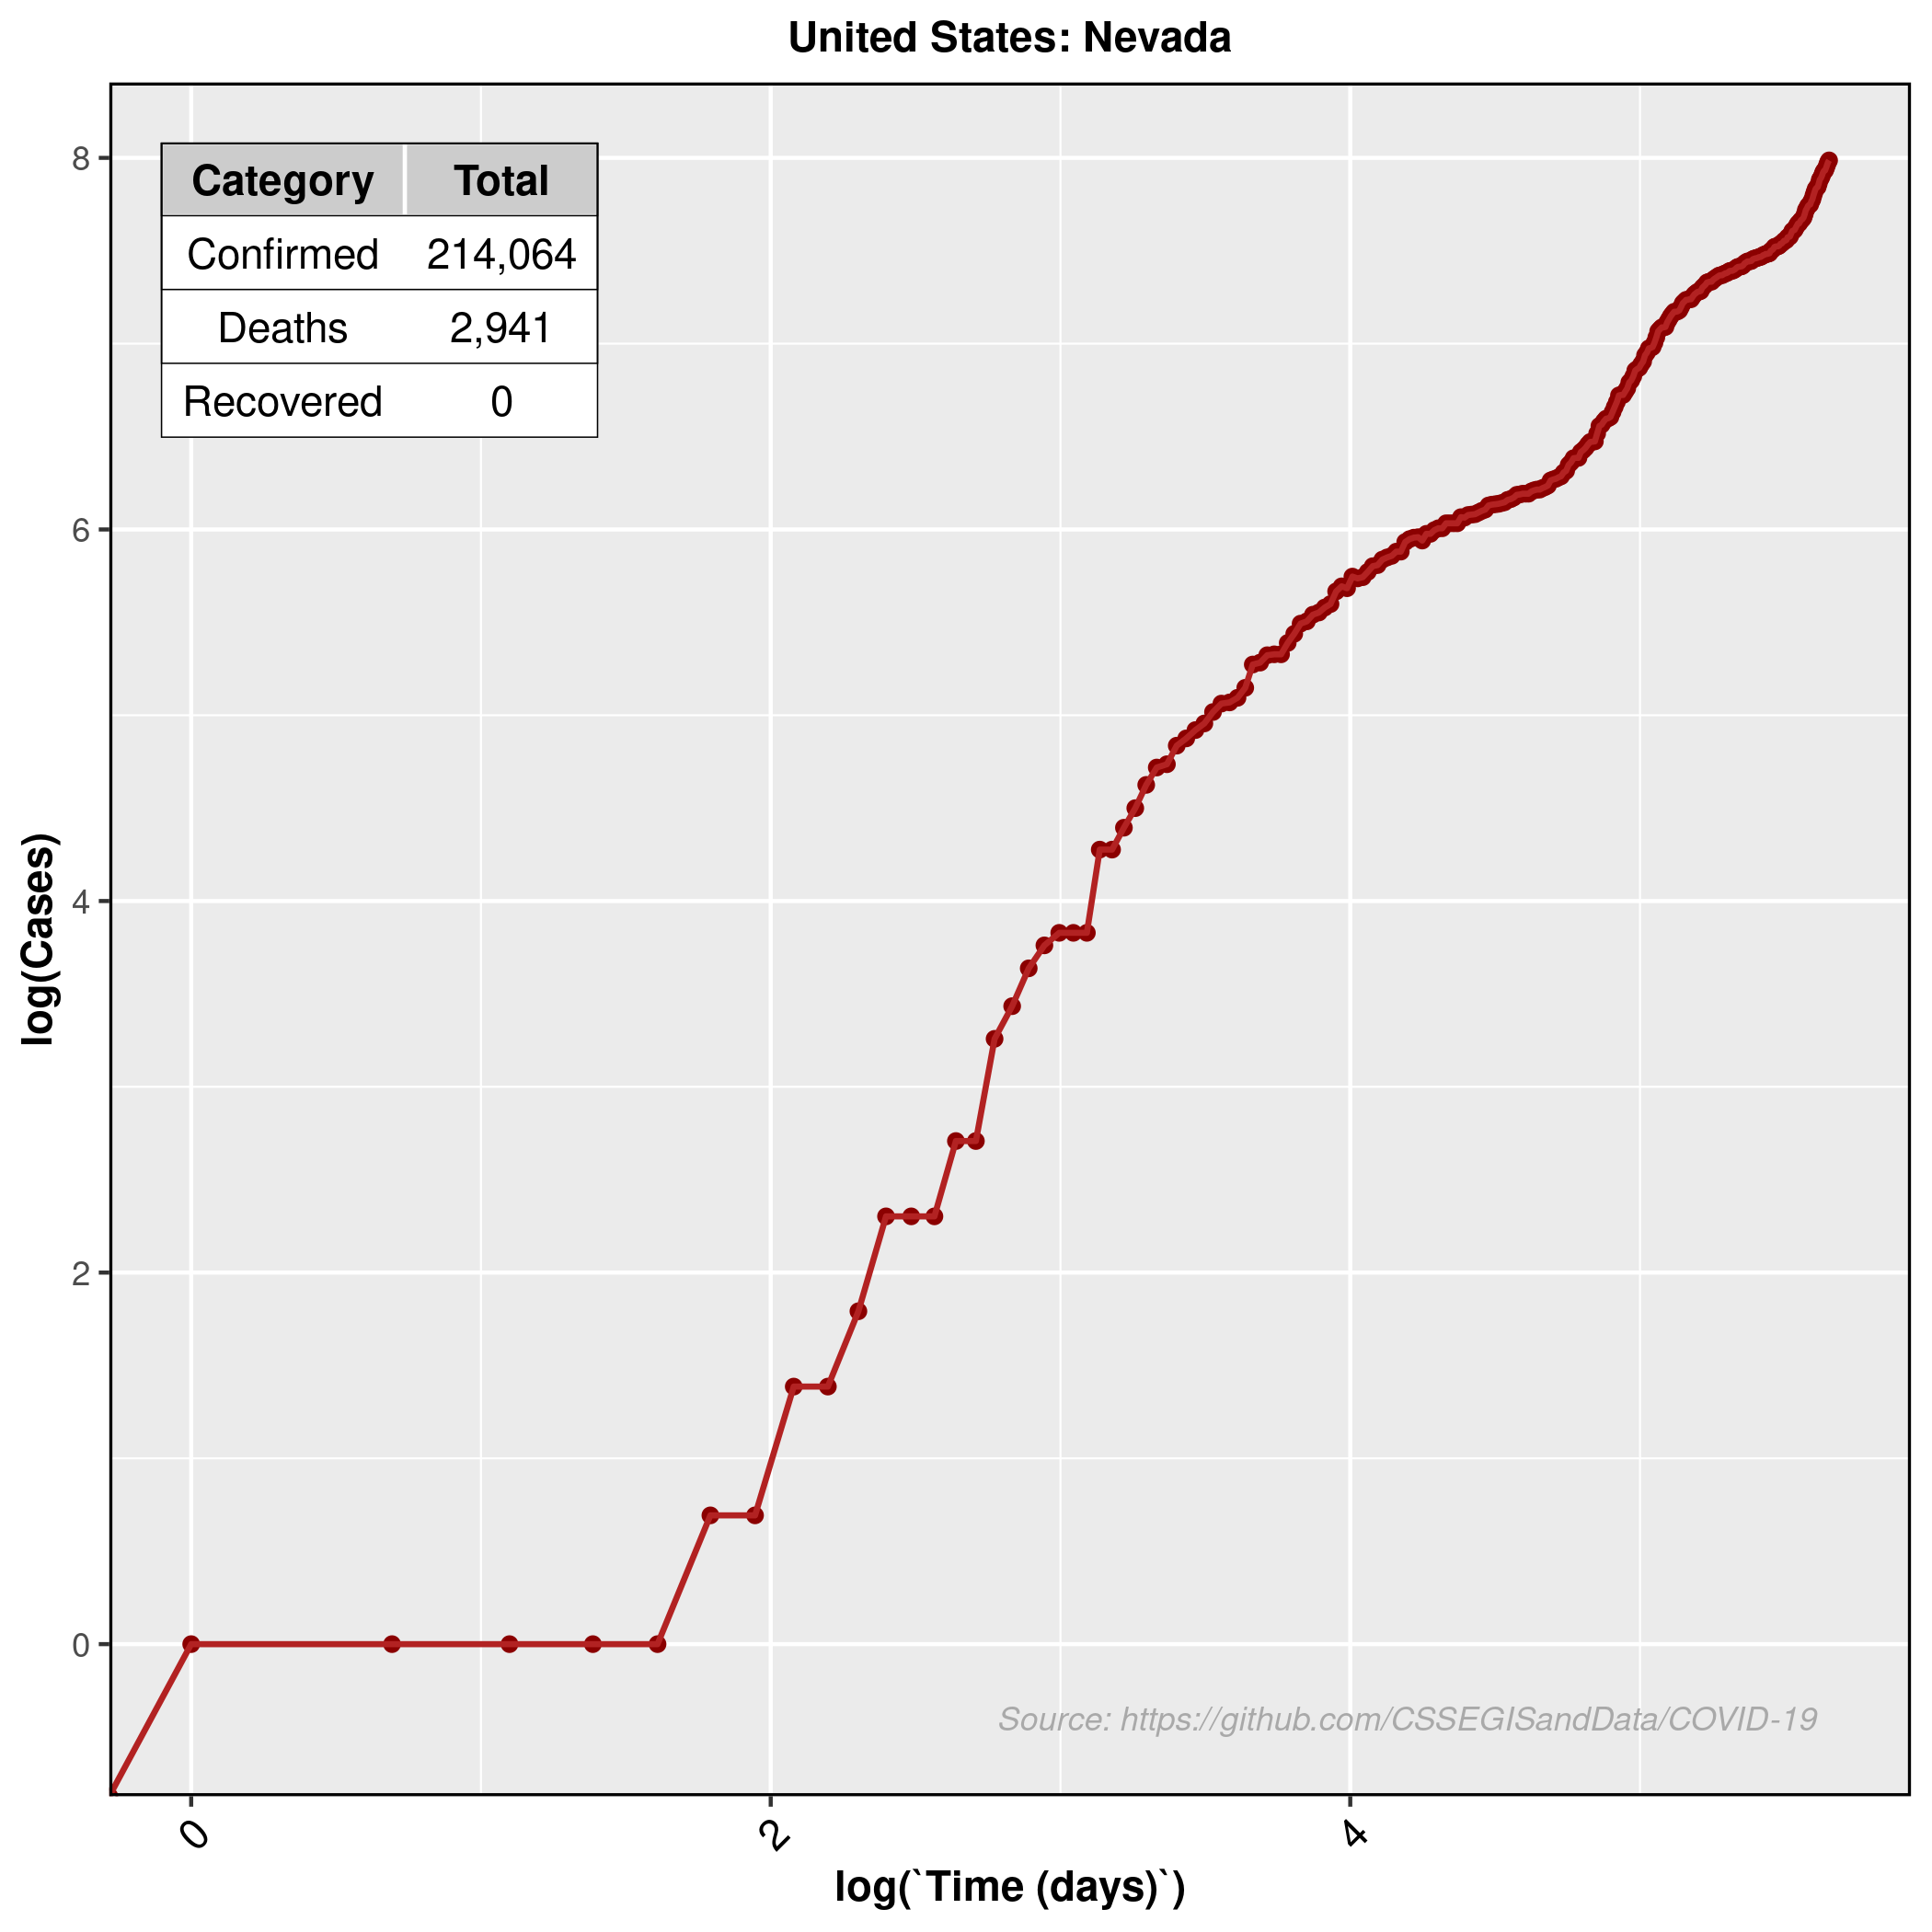 United States: Nevada
Category Total
Confirmed 214,064
Deaths 2,941
Recovered 0
8
6
4
2
0
log(Cases)
Source: https://github.com/CSSEGISandData/COVID-19
0 2 4
log(`Time (days)`)